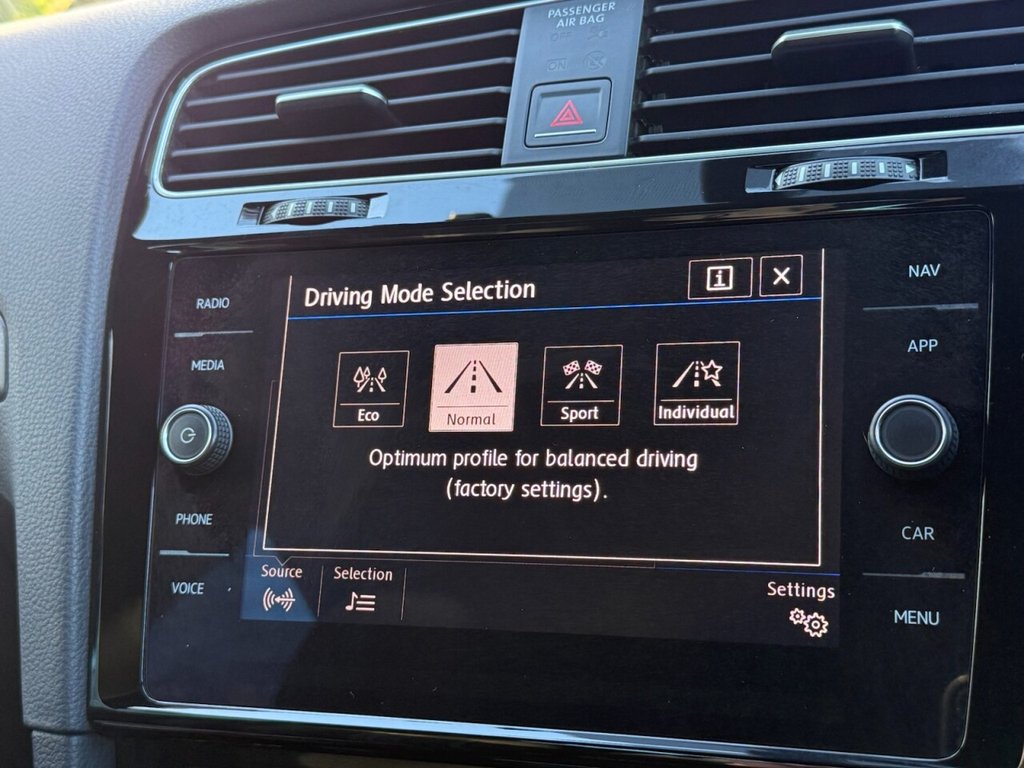 PASSENGER
AIR BAG
OFF
ON
RADIO
MEDIA
PHONE
VOICE
Driving Mode Selection
i
Eco
Normal
Sport
Individual
Optimum profile for balanced driving
(factory settings).
Source
Selection
Settings
NAV
APP
CAR
MENU